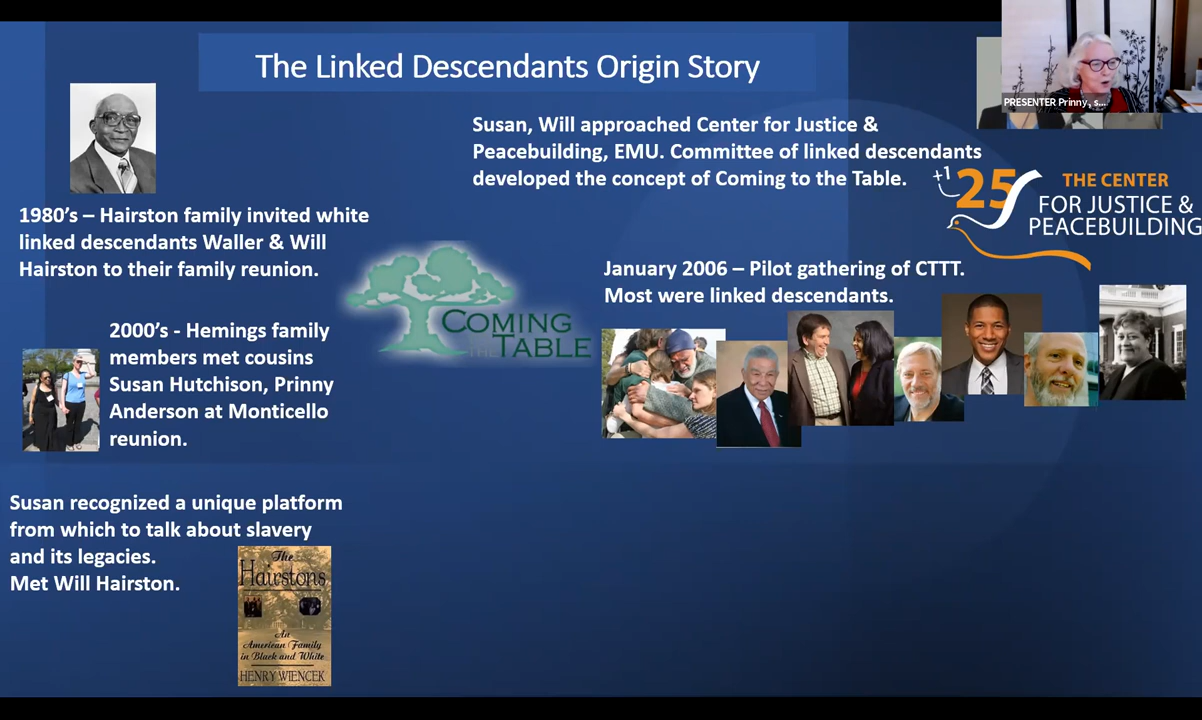 The Linked Descendants Origin Story
PRESENTER Prinny, s...
1980's – Hairston family invited white
linked descendants Waller & Will
Hairston to their family reunion.
2000's - Hemings family
members met cousins
Susan Hutchison, Prinny
Anderson at Monticello
reunion.
Susan recognized a unique platform
from which to talk about slavery
and its legacies.
Met Will Hairston.
The
Hairstons
An
American Family
in Black and White
HENRY WIENCEK
COMING
TO THE TABLE
Susan, Will approached Center for Justice &
Peacebuilding, EMU. Committee of linked descendants
developed the concept of Coming to the Table.
+1
25
THE CENTER
FOR JUSTICE &
PEACEBUILDING
January 2006 – Pilot gathering of CTTT.
Most were linked descendants.